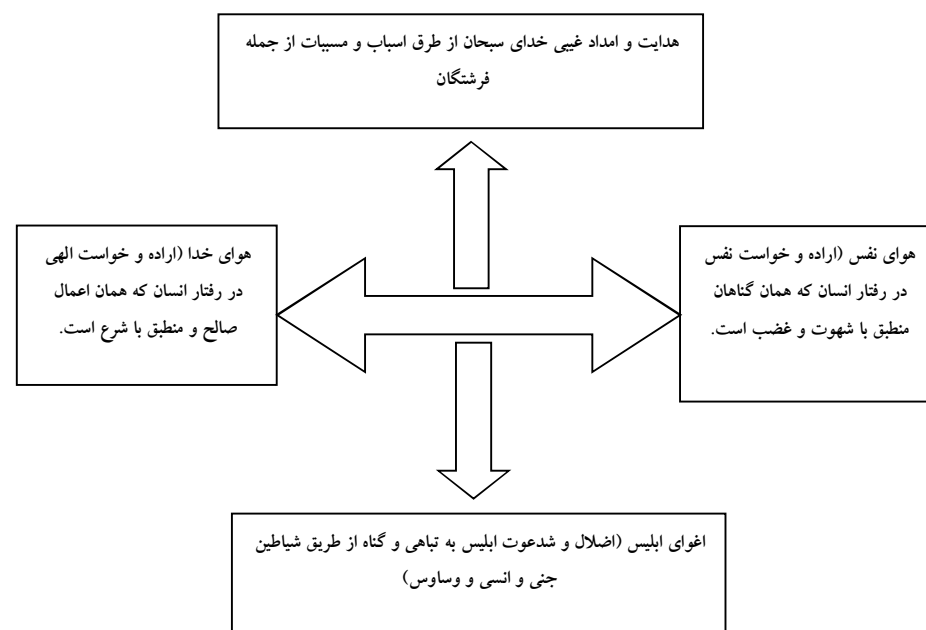 هدایت و امداد غیبی خدای سبحان از طرق اسباب و مسببات از جمله
فرشتگان
هوای نفس (اراده و خواست نفس
در رفتار انسان که همان گناهان
منطبق با شهوت و غضب است.
هوای خدا (اراده و خواست الهی
در رفتار انسان که همان اعمال
صالح و منطبق با شرع است.
اغوای ابلیس (اضلال و شدعوت ابلیس به تباهی و گناه از طریق شیاطین
جنی و انسی و وساوس)